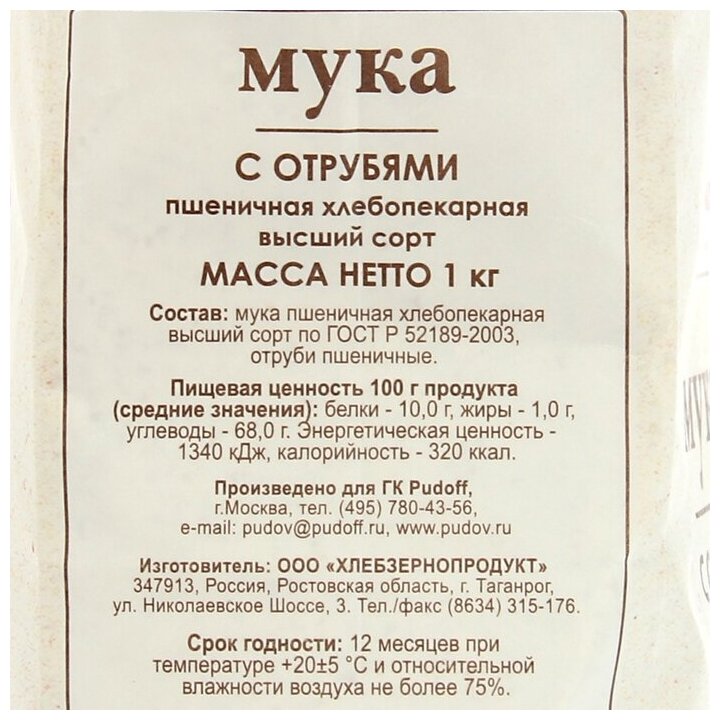 мука
С ОТРУБЯМИ
пшеничная хлебопекарная
высший сорт
МАССА НЕТТО 1 кг
Состав: мука пшеничная хлебопекарная
высший сорт по ГОСТ Р 52189-2003,
отруби пшеничные.
Пищевая ценность 100 г продукта
(средние значения): белки - 10,0 г, жиры - 1,0 г,
углеводы - 68,0 г. Энергетическая ценность -
1340 кДж, калорийность - 320 ккал.
Произведено для ГК Pudoff,
г.Москва, тел. (495) 780-43-56,
e-mail: pudov@pudoff.ru, www.pudov.ru
Изготовитель: ООО «ХЛЕБЗЕРНОПРОДУКТ»
347913, Россия, Ростовская область, г. Таганрог,
ул. Николаевское Шоссе, 3. Тел./факс (8634) 315-176.
Срок годности: 12 месяцев при
температуре +20±5 °С и относительной
влажности воздуха не более 75%.